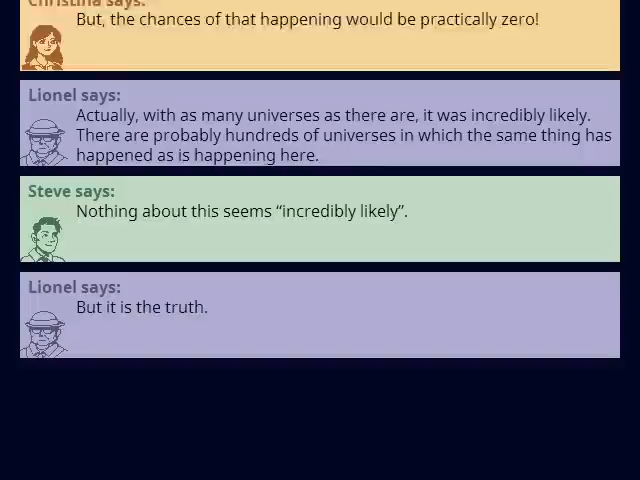 Christina says:
But, the chances of that happening would be practically zero!
Lionel says:
Actually, with as many universes as there are, it was incredibly likely.
There are probably hundreds of universes in which the same thing has
happened as is happening here.
Steve says:
Nothing about this seems “incredibly likely”.
Lionel says:
But it is the truth.